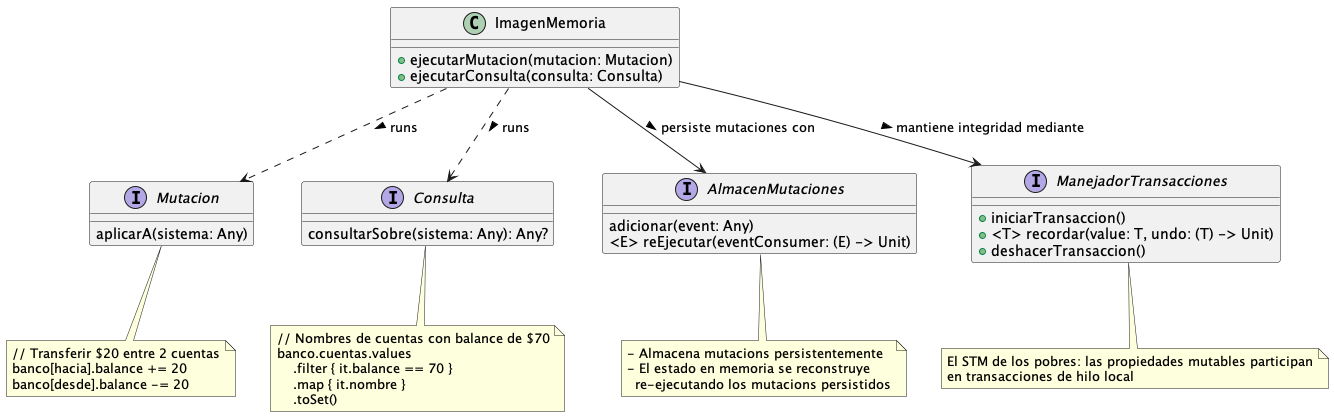 C ImagenMemoria
ejecutarMutacion(mutacion: Mutacion)
ejecutarConsulta(consulta: Consulta)
runs
runs
persiste mutaciones con
mantiene integridad mediante
I Mutacion
aplicarA(sistema: Any)
I Consulta
consultarSobre(sistema: Any): Any?
I AlmacenMutaciones
adicionar(event: Any)
<E> reEjecutar(eventConsumer: (E) -> Unit)
I ManejadorTransacciones
iniciarTransaccion()
<T> recordar(value: T, undo: (T) -> Unit)
deshacerTransaccion()
// Transferir $20 entre 2 cuentas
banco[hacia].balance += 20
banco[desde].balance -= 20
// Nombres de cuentas con balance de $70
banco.cuentas.values
.filter { it.balance == 70 }
.map { it.nombre }
.toSet()
- Almacena mutacions persistentemente
- El estado en memoria se reconstruye
re-ejecutando los mutacions persistidos
El STM de los pobres: las propiedades mutables participan
en transacciones de hilo local